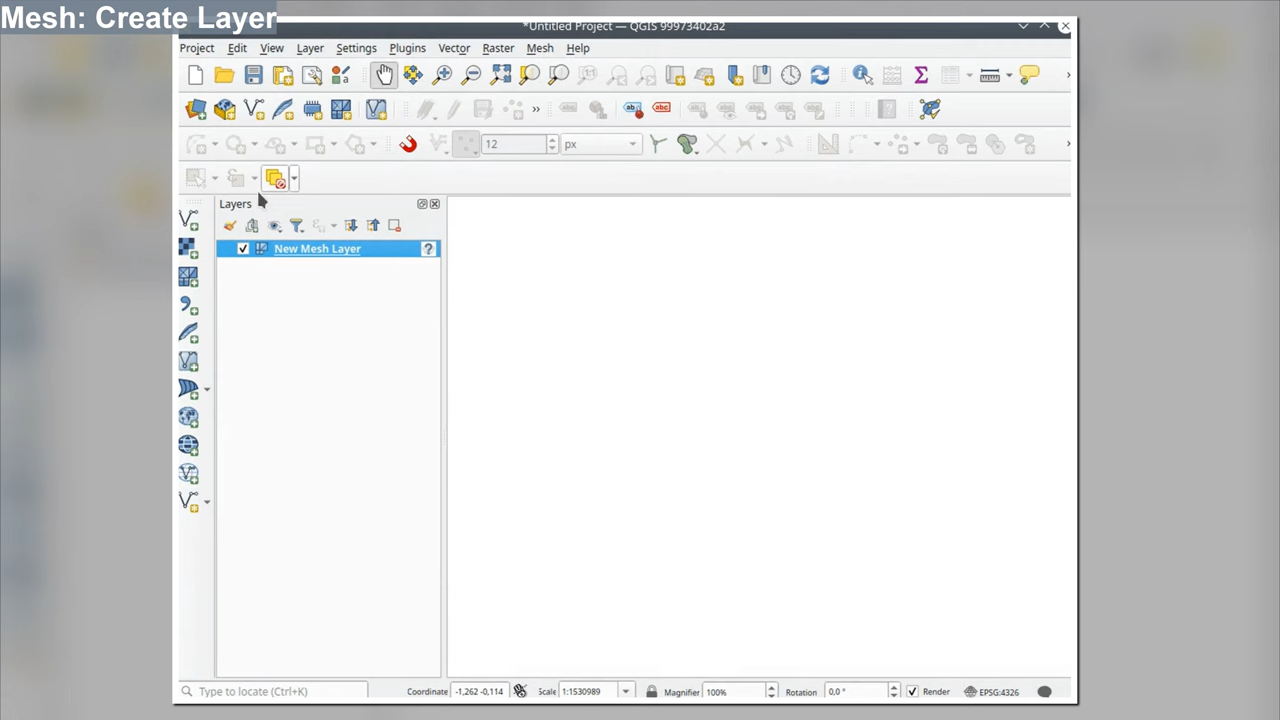 Mesh: Create Layer
*Untitled Project — QGIS 99973402a2
Project Edit View Layer Settings Plugins Vector Raster Mesh Help
abc abc
12 px
Layers
New Mesh Layer ?
Type to locate (Ctrl+K) Coordinate -1,262 -0,114 Scale 1:1530989 Magnifier 100% Rotation 0,0 ° Render EPSG:4326